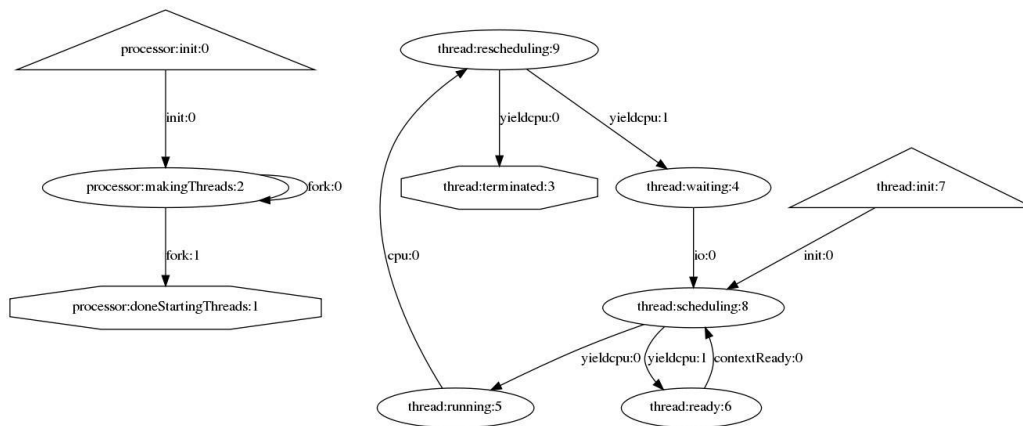 processor:init:0
thread:rescheduling:9
init:0
yieldcpu:0
yieldcpu:1
processor:makingThreads:2
fork:0
thread:terminated:3
thread:waiting:4
thread:init:7
cpu:0
fork:1
io:0
init:0
processor:doneStartingThreads:1
thread:scheduling:8
yieldcpu:0
yieldcpu:1
contextReady:0
thread:running:5
thread:ready:6